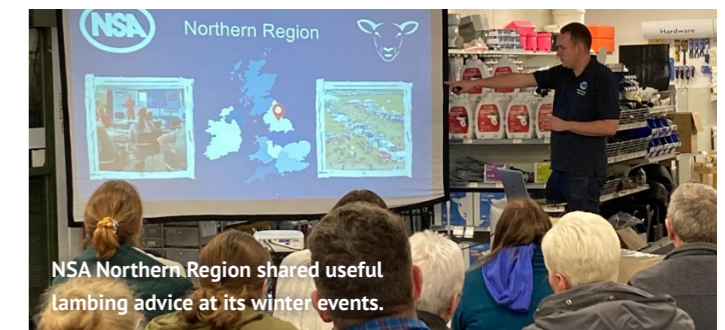 NSA
Northern Region
Hardware
NSA Northern Region shared useful
lambing advice at its winter events.